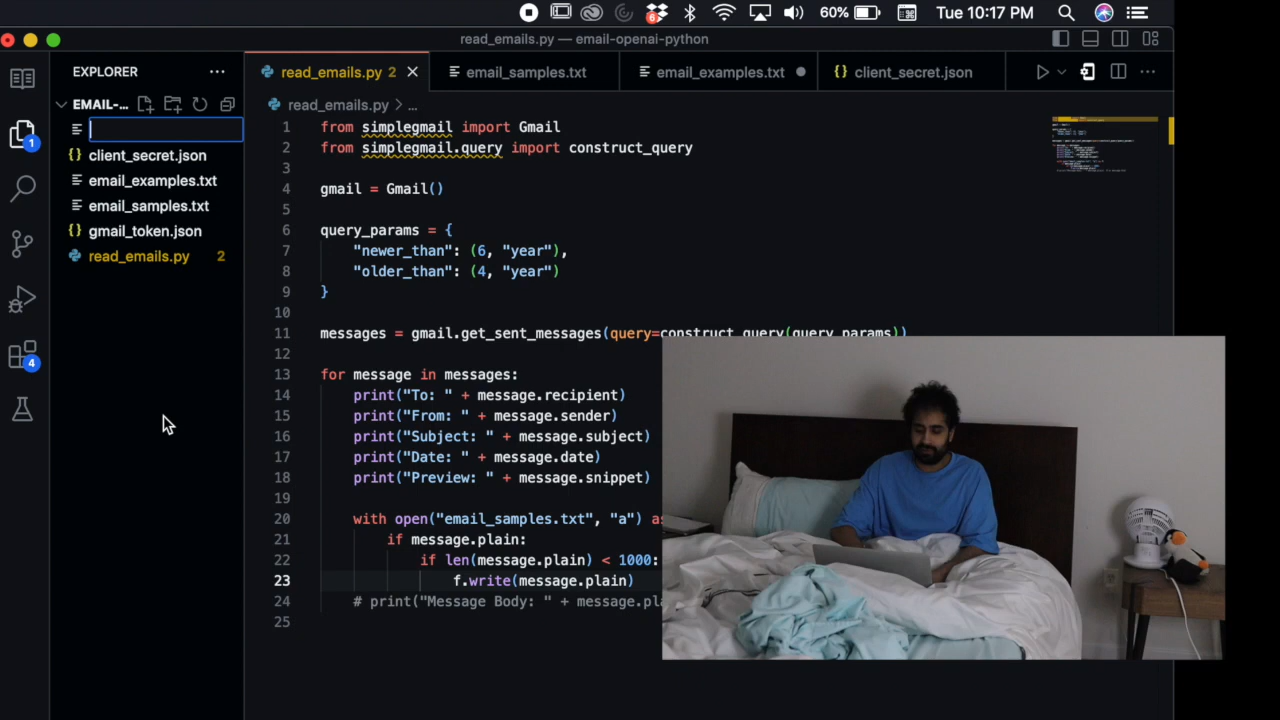 6
60%
Tue 10:17 PM
read_emails.py — email-openai-python
EXPLORER
read_emails.py 2
email_samples.txt
email_examples.txt
client_secret.json
EMAIL-...
read_emails.py > ...
1
client_secret.json
email_examples.txt
email_samples.txt
gmail_token.json
read_emails.py 2
4
1 from simplegmail import Gmail
2 from simplegmail.query import construct_query
3
4 gmail = Gmail()
5
6 query_params = {
7 "newer_than": (6, "year"),
8 "older_than": (4, "year")
9 }
10
11 messages = gmail.get_sent_messages(query=construct_query(query_params))
12
13 for message in messages:
14 print("To: " + message.recipient)
15 print("From: " + message.sender)
16 print("Subject: " + message.subject)
17 print("Date: " + message.date)
18 print("Preview: " + message.snippet)
19
20 with open("email_samples.txt", "a") as
21 if message.plain:
22 if len(message.plain) < 1000:
23 f.write(message.plain)
24 # print("Message Body: " + message.pla
25